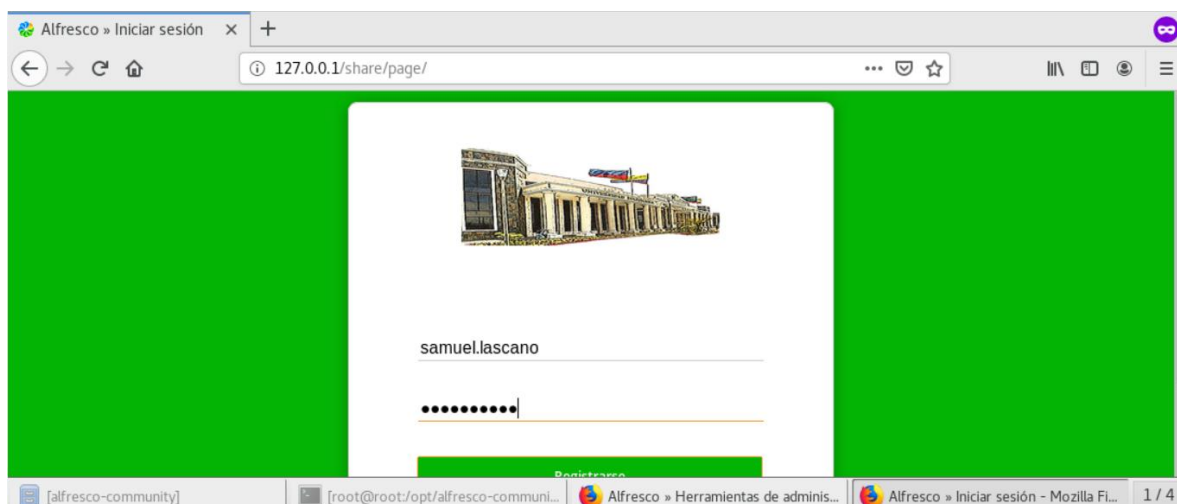 Alfresco » Iniciar sesión
127.0.0.1/share/page/
samuel.lascano
••••••••••
Registrarse
[alfresco-community]
[root@root:/opt/alfresco-communi...
Alfresco » Herramientas de adminis...
Alfresco » Iniciar sesión - Mozilla Fi...
1 / 4